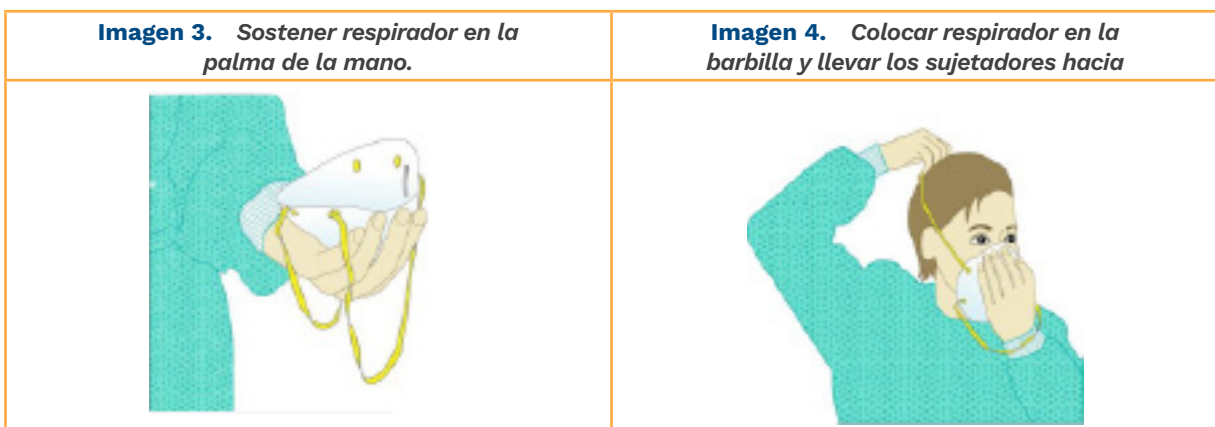 Imagen 3. Sostener respirador en la
palma de la mano.
Imagen 4. Colocar respirador en la
barbilla y llevar los sujetadores hacia